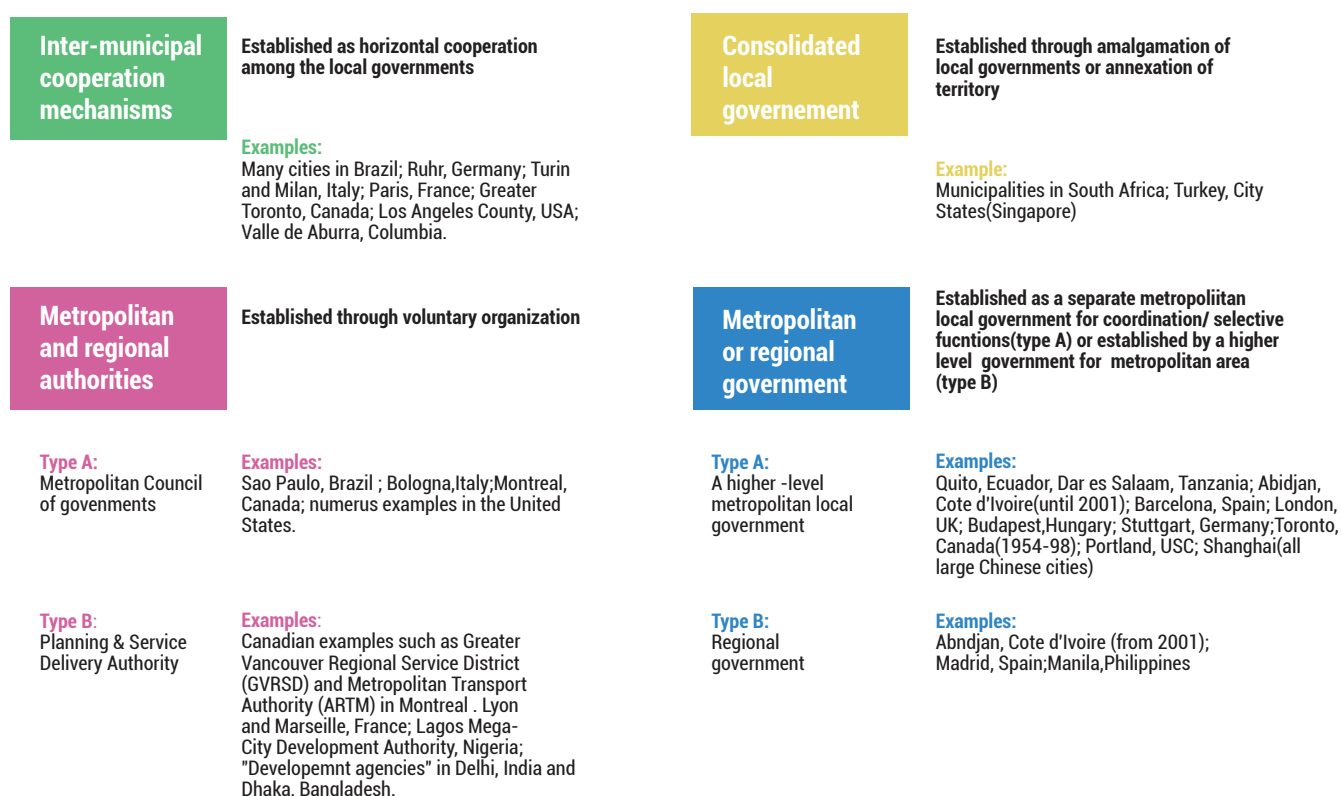 Inter-municipal
cooperation
mechanisms
Established as horizontal cooperation
among the local governments
Examples:
Many cities in Brazil; Ruhr, Germany; Turin
and Milan, Italy; Paris, France; Greater
Toronto, Canada; Los Angeles County, USA;
Valle de Aburra, Columbia.
Consolidated
local
governement
Established through amalgamation of
local governments or annexation of
territory
Example:
Municipalities in South Africa; Turkey, City
States(Singapore)
Metropolitan
and regional
authorities
Established through voluntary organization
Type A:
Metropolitan Council
of govenments
Examples:
Sao Paulo, Brazil ; Bologna,Italy;Montreal,
Canada; numerus examples in the United
States.
Type B:
Planning & Service
Delivery Authority
Examples:
Canadian examples such as Greater
Vancouver Regional Service District
(GVRSD) and Metropolitan Transport
Authority (ARTM) in Montreal . Lyon
and Marseille, France; Lagos Mega-
City Development Authority, Nigeria;
"Developemnt agencies" in Delhi, India and
Dhaka, Bangladesh.
Metropolitan
or regional
government
Established as a separate metropoliitan
local government for coordination/ selective
fucntions(type A) or established by a higher
level government for metropolitan area
(type B)
Type A:
A higher -level
metropolitan local
government
Examples:
Quito, Ecuador, Dar es Salaam, Tanzania; Abidjan,
Cote d'Ivoire(until 2001); Barcelona, Spain; London,
UK; Budapest,Hungary; Stuttgart, Germany;Toronto,
Canada(1954-98); Portland, USC; Shanghai(all
large Chinese cities)
Type B:
Regional
government
Examples:
Abndjan, Cote d'Ivoire (from 2001);
Madrid, Spain;Manila,Philippines